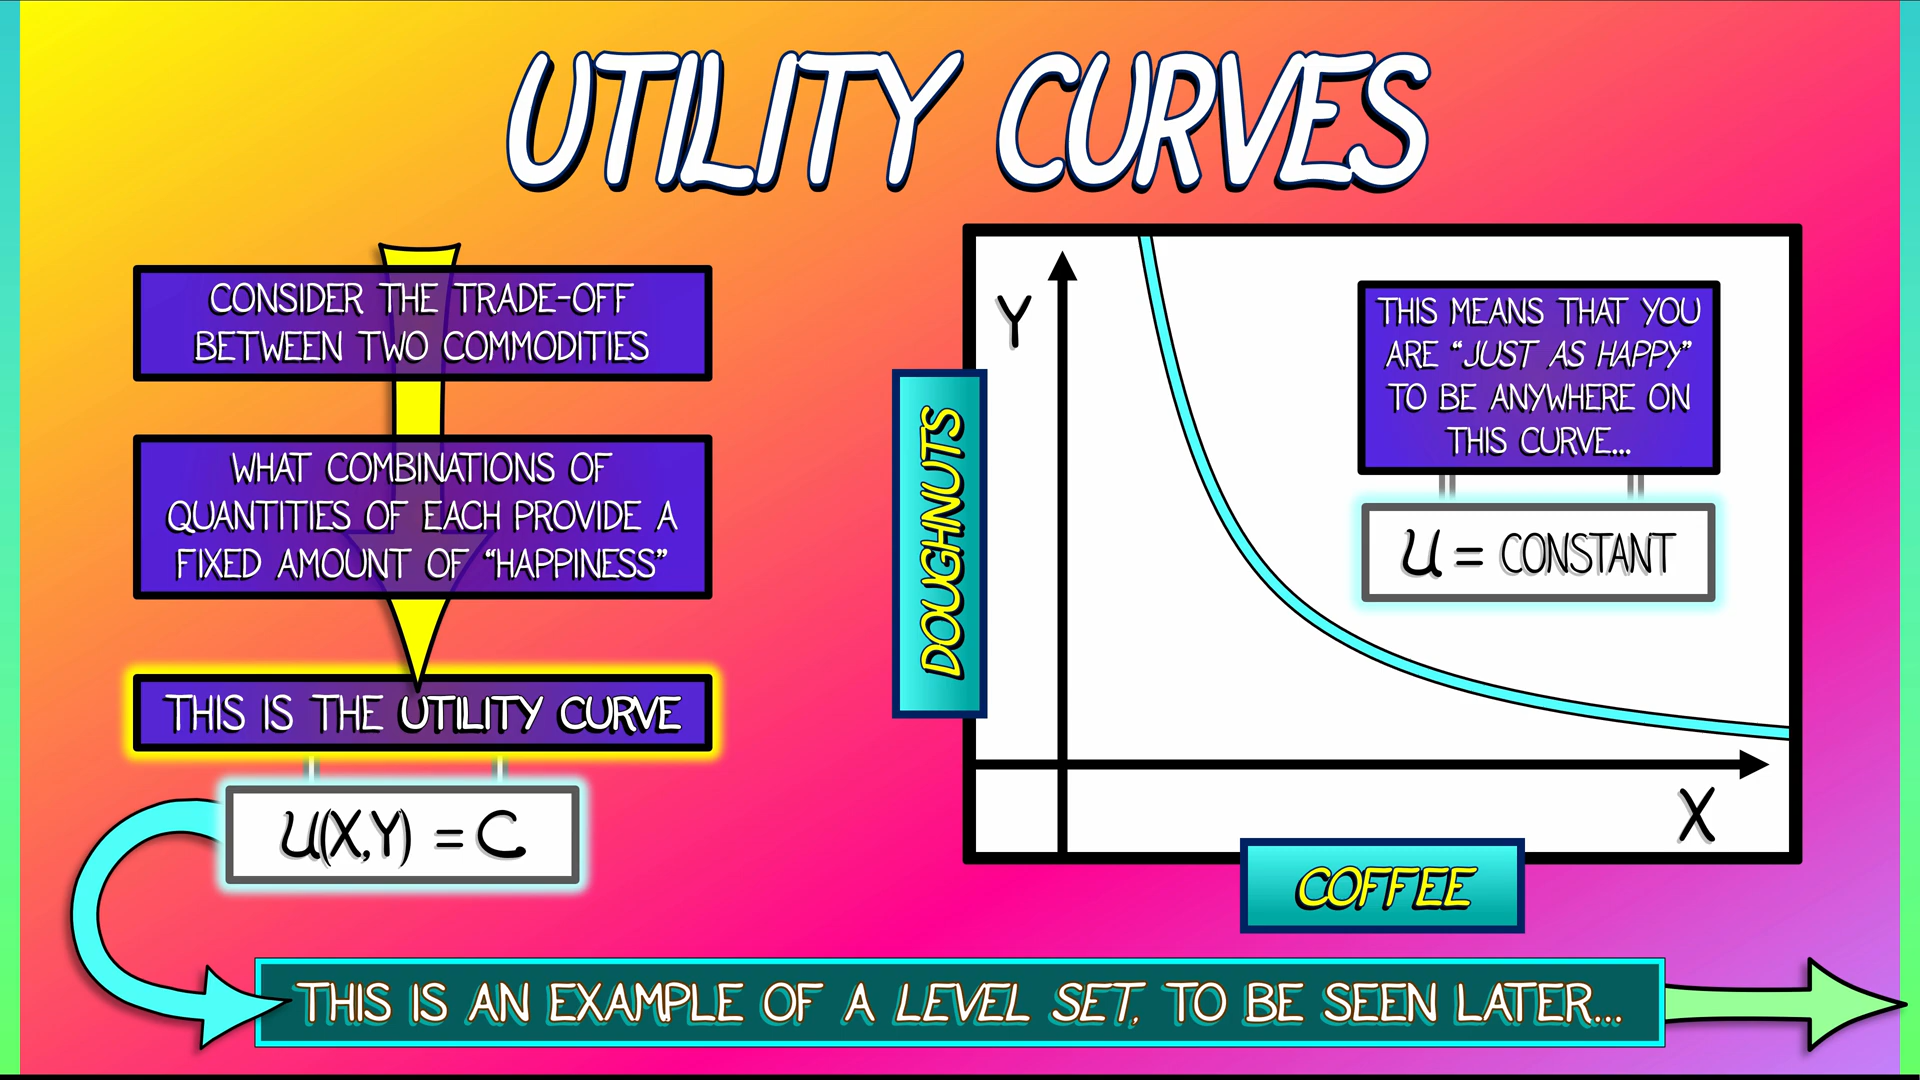 UTILITY CURVES
CONSIDER THE TRADE-OFF
BETWEEN TWO COMMODITIES
WHAT COMBINATIONS OF
QUANTITIES OF EACH PROVIDE A
FIXED AMOUNT OF “HAPPINESS”
THIS IS THE UTILITY CURVE
U(X,Y) = C
Y
DOUGHNUTS
THIS MEANS THAT YOU
ARE “JUST AS HAPPY”
TO BE ANYWHERE ON
THIS CURVE...
U = CONSTANT
X
COFFEE
THIS IS AN EXAMPLE OF A LEVEL SET, TO BE SEEN LATER...